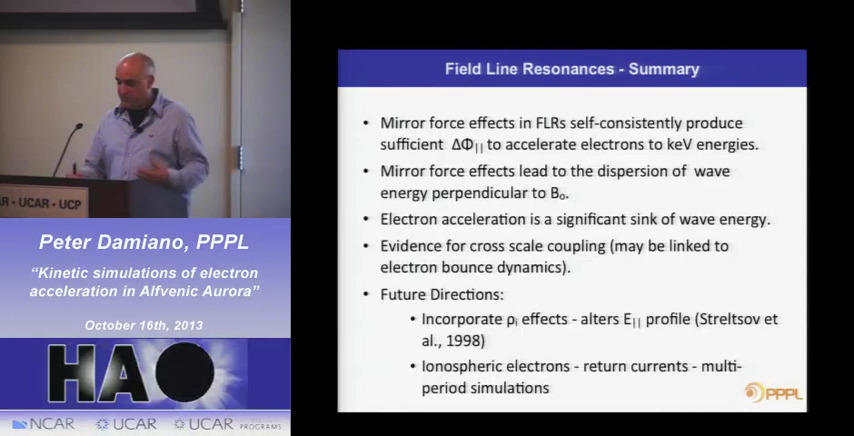 R - UCAR - UCP
Peter Damiano, PPPL
“Kinetic simulations of electron
acceleration in Alfvenic Aurora”
October 16th, 2013
HAO
NCAR
UCAR
UCAR PROGRAMS
Field Line Resonances - Summary
• Mirror force effects in FLRs self-consistently produce
sufficient ΔΦ|| to accelerate electrons to keV energies.
• Mirror force effects lead to the dispersion of wave
energy perpendicular to Bₒ.
• Electron acceleration is a significant sink of wave energy.
• Evidence for cross scale coupling (may be linked to
electron bounce dynamics).
• Future Directions:
• Incorporate ρᵢ effects - alters E|| profile (Streltsov et
al., 1998)
• Ionospheric electrons - return currents - multi-
period simulations
PPPL